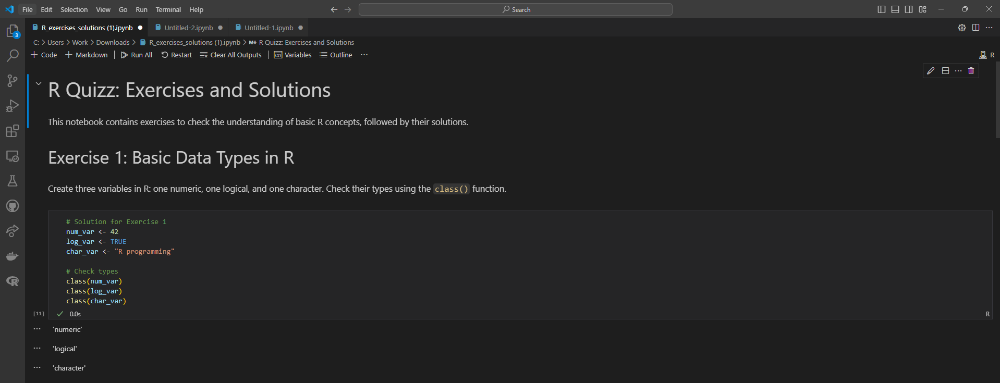 File Edit Selection View Go Run Terminal Help Search
R_exercises_solutions (1).ipynb Untitled-2.ipynb Untitled-1.ipynb
3
C: > Users > Work > Downloads > R_exercises_solutions (1).ipynb > M↓ R Quizz: Exercises and Solutions
+ Code + Markdown | Run All Restart Clear All Outputs | Variables Outline ··· R
R Quizz: Exercises and Solutions
This notebook contains exercises to check the understanding of basic R concepts, followed by their solutions.
Exercise 1: Basic Data Types in R
Create three variables in R: one numeric, one logical, and one character. Check their types using the class() function.
# Solution for Exercise 1
num_var <- 42
log_var <- TRUE
char_var <- "R programming"
# Check types
class(num_var)
class(log_var)
class(char_var)
[11] 0.0s R
··· 'numeric'
··· 'logical'
··· 'character'